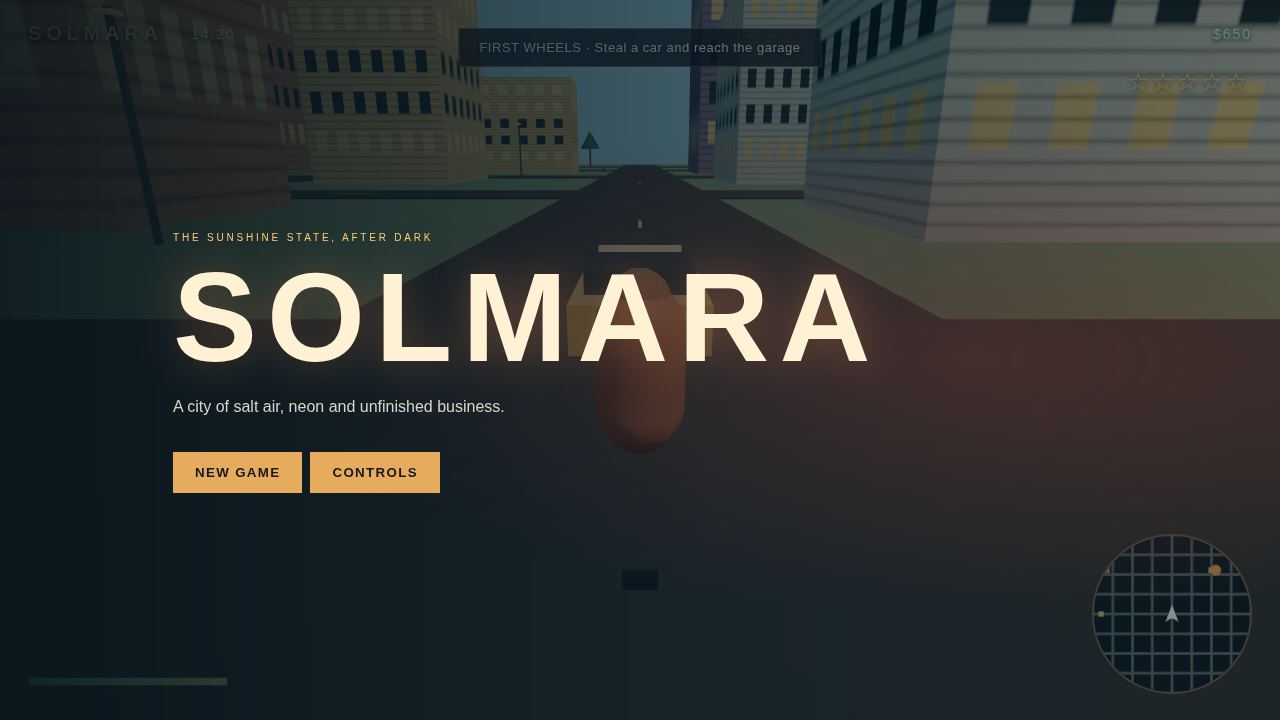 SOLMARA 14:20
FIRST WHEELS · Steal a car and reach the garage
$650
☆☆☆☆☆
THE SUNSHINE STATE, AFTER DARK
SOLMARA
A city of salt air, neon and unfinished business.
NEW GAME CONTROLS